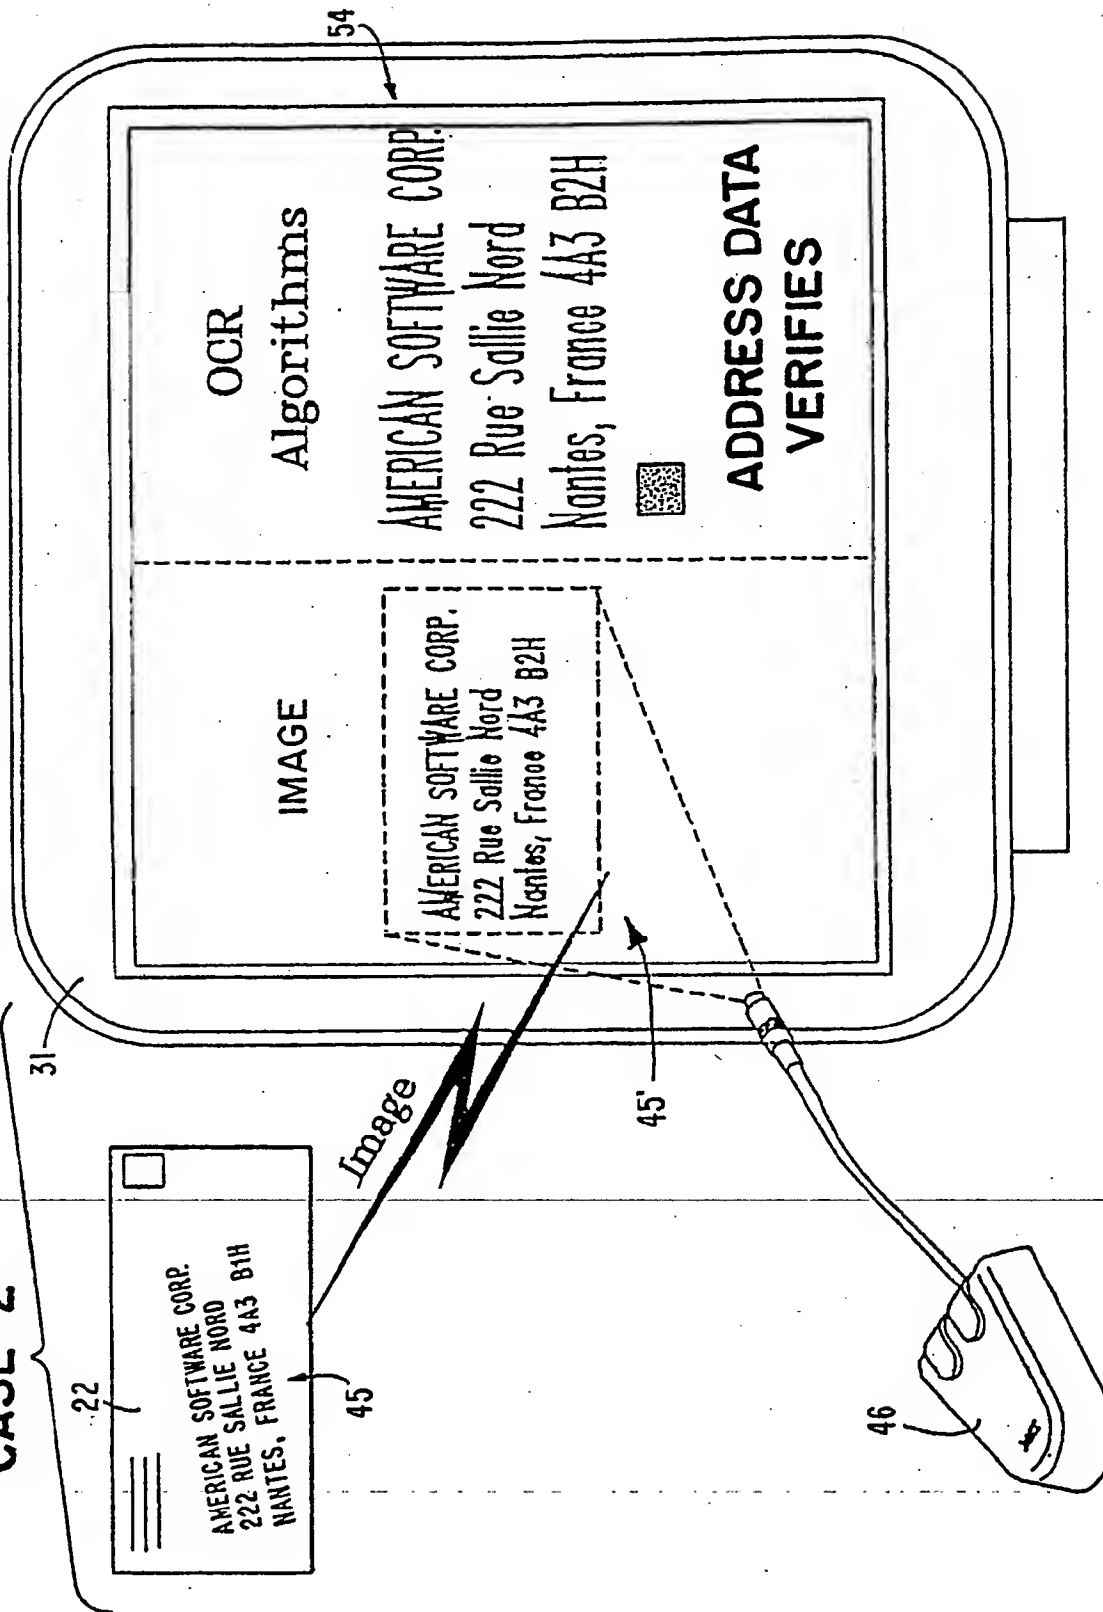 CASE 2
22
AMERICAN SOFTWARE CORP.
222 RUE SALLIE NORD
NANTES, FRANCE 4A3 B1H
45
Image
31
IMAGE
AMERICAN SOFTWARE CORP.
222 Rue Sallie Nord
Nantes, France 4A3 B2H
45'
46
OCR
Algorithms
AMERICAN SOFTWARE CORP.
222 Rue Sallie Nord
Nantes, France 4A3 B2H
ADDRESS DATA
VERIFIES
54